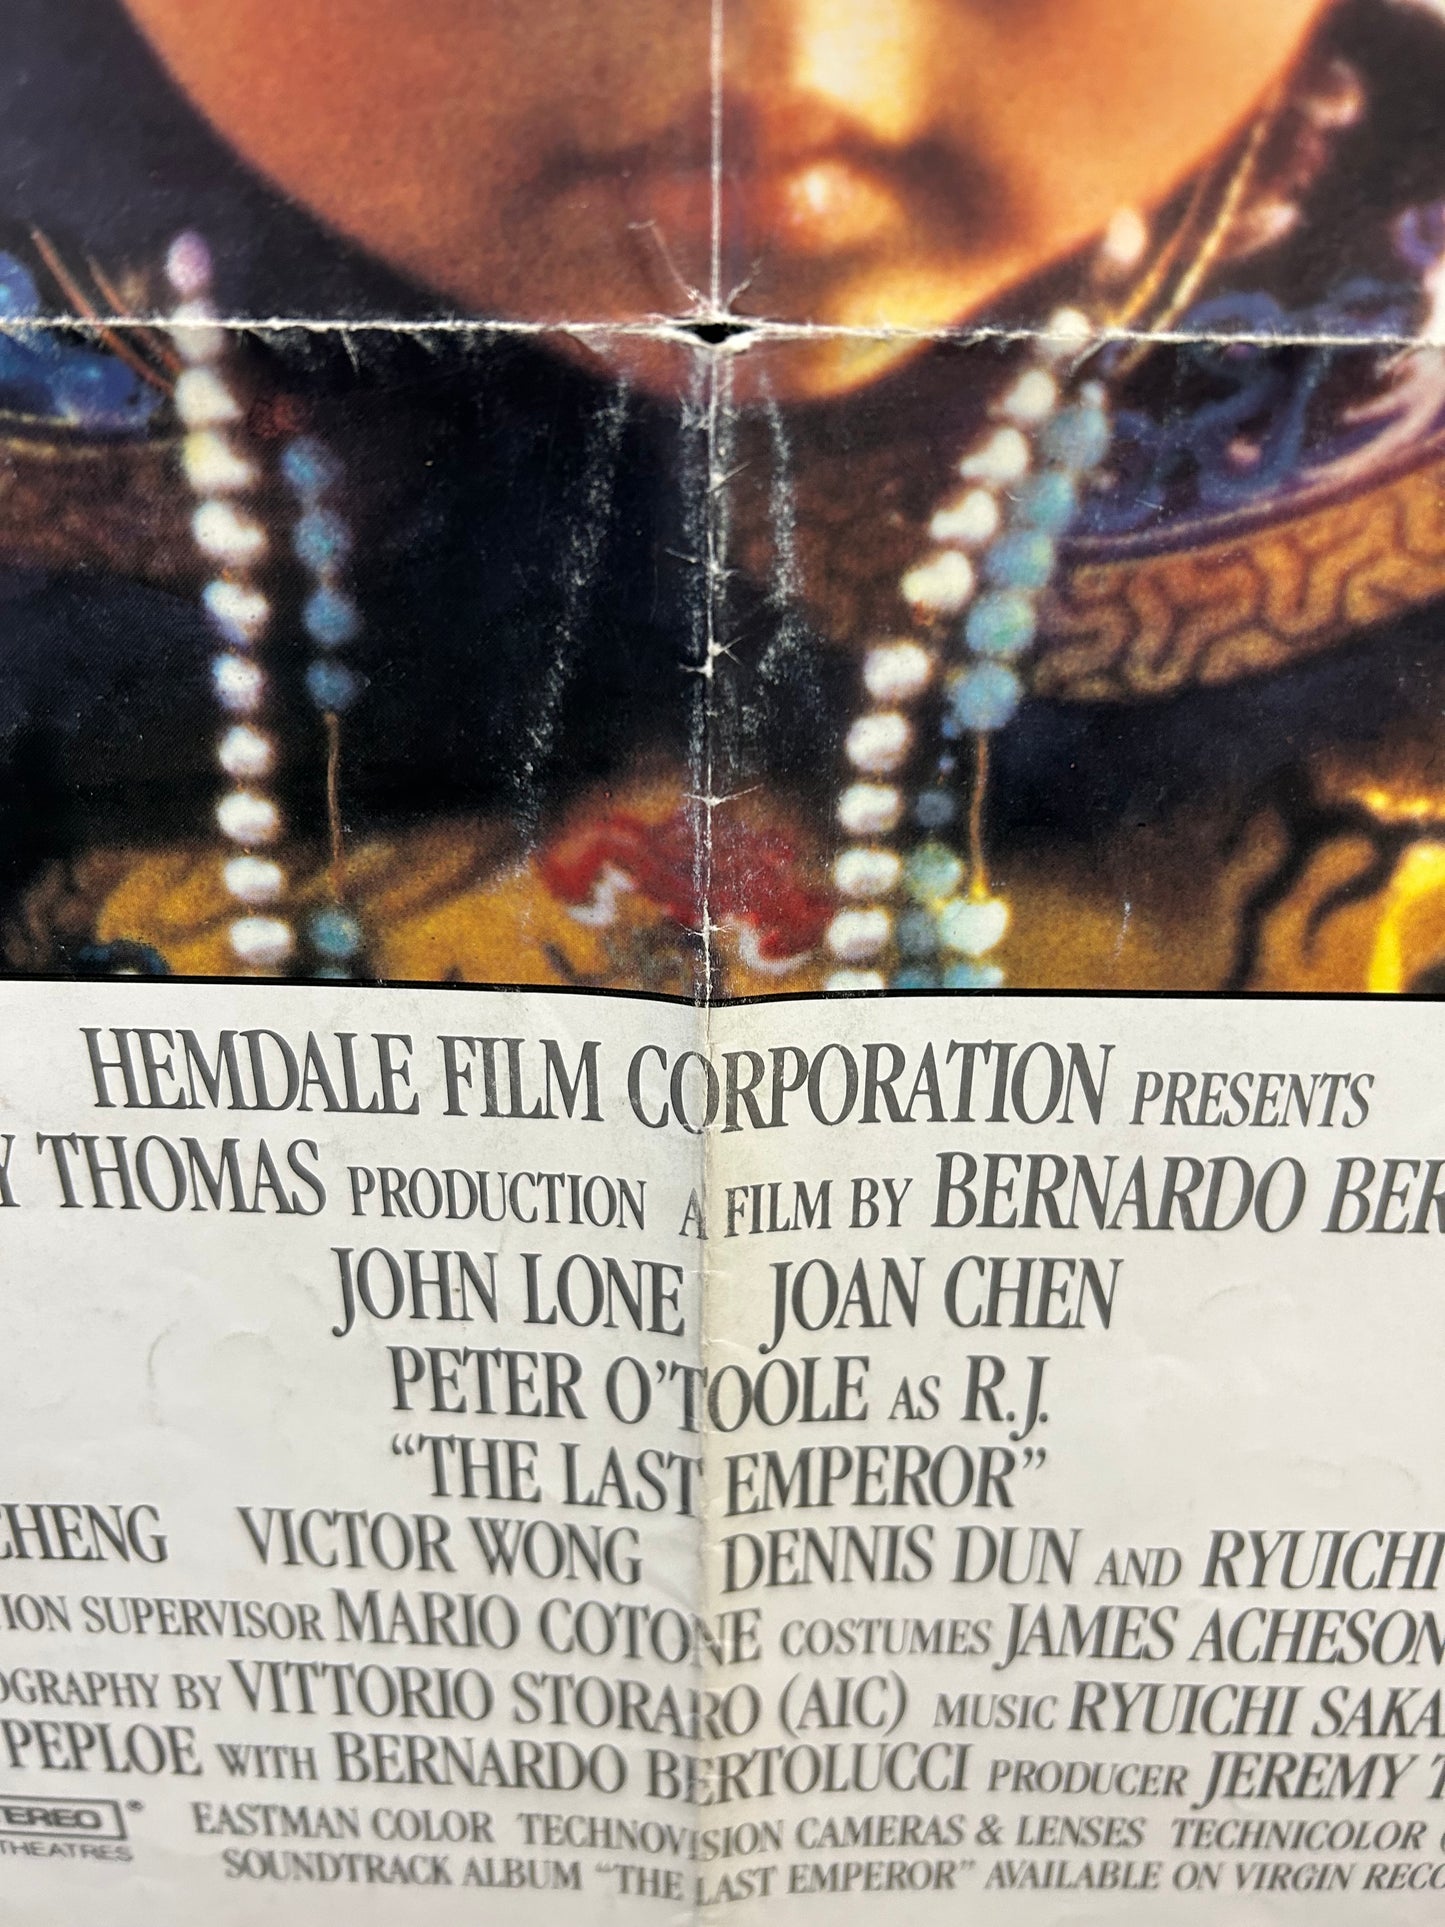 HEMDALE FILM CORPORATION PRESENTS
Y THOMAS PRODUCTION A FILM BY BERNARDO BER
JOHN LONE JOAN CHEN
PETER O'TOOLE AS R.J.
“THE LAST EMPEROR”
CHENG VICTOR WONG DENNIS DUN AND RYUICHI
ION SUPERVISOR MARIO COTONE COSTUMES JAMES ACHESON
OGRAPHY BY VITTORIO STORARO (AIC) MUSIC RYUICHI SAKA
PEPLOE WITH BERNARDO BERTOLUCCI PRODUCER JEREMY T
TEREO ® EASTMAN COLOR TECHNOVISION CAMERAS & LENSES TECHNICOLOR
THEATRES SOUNDTRACK ALBUM “THE LAST EMPEROR” AVAILABLE ON VIRGIN RECO